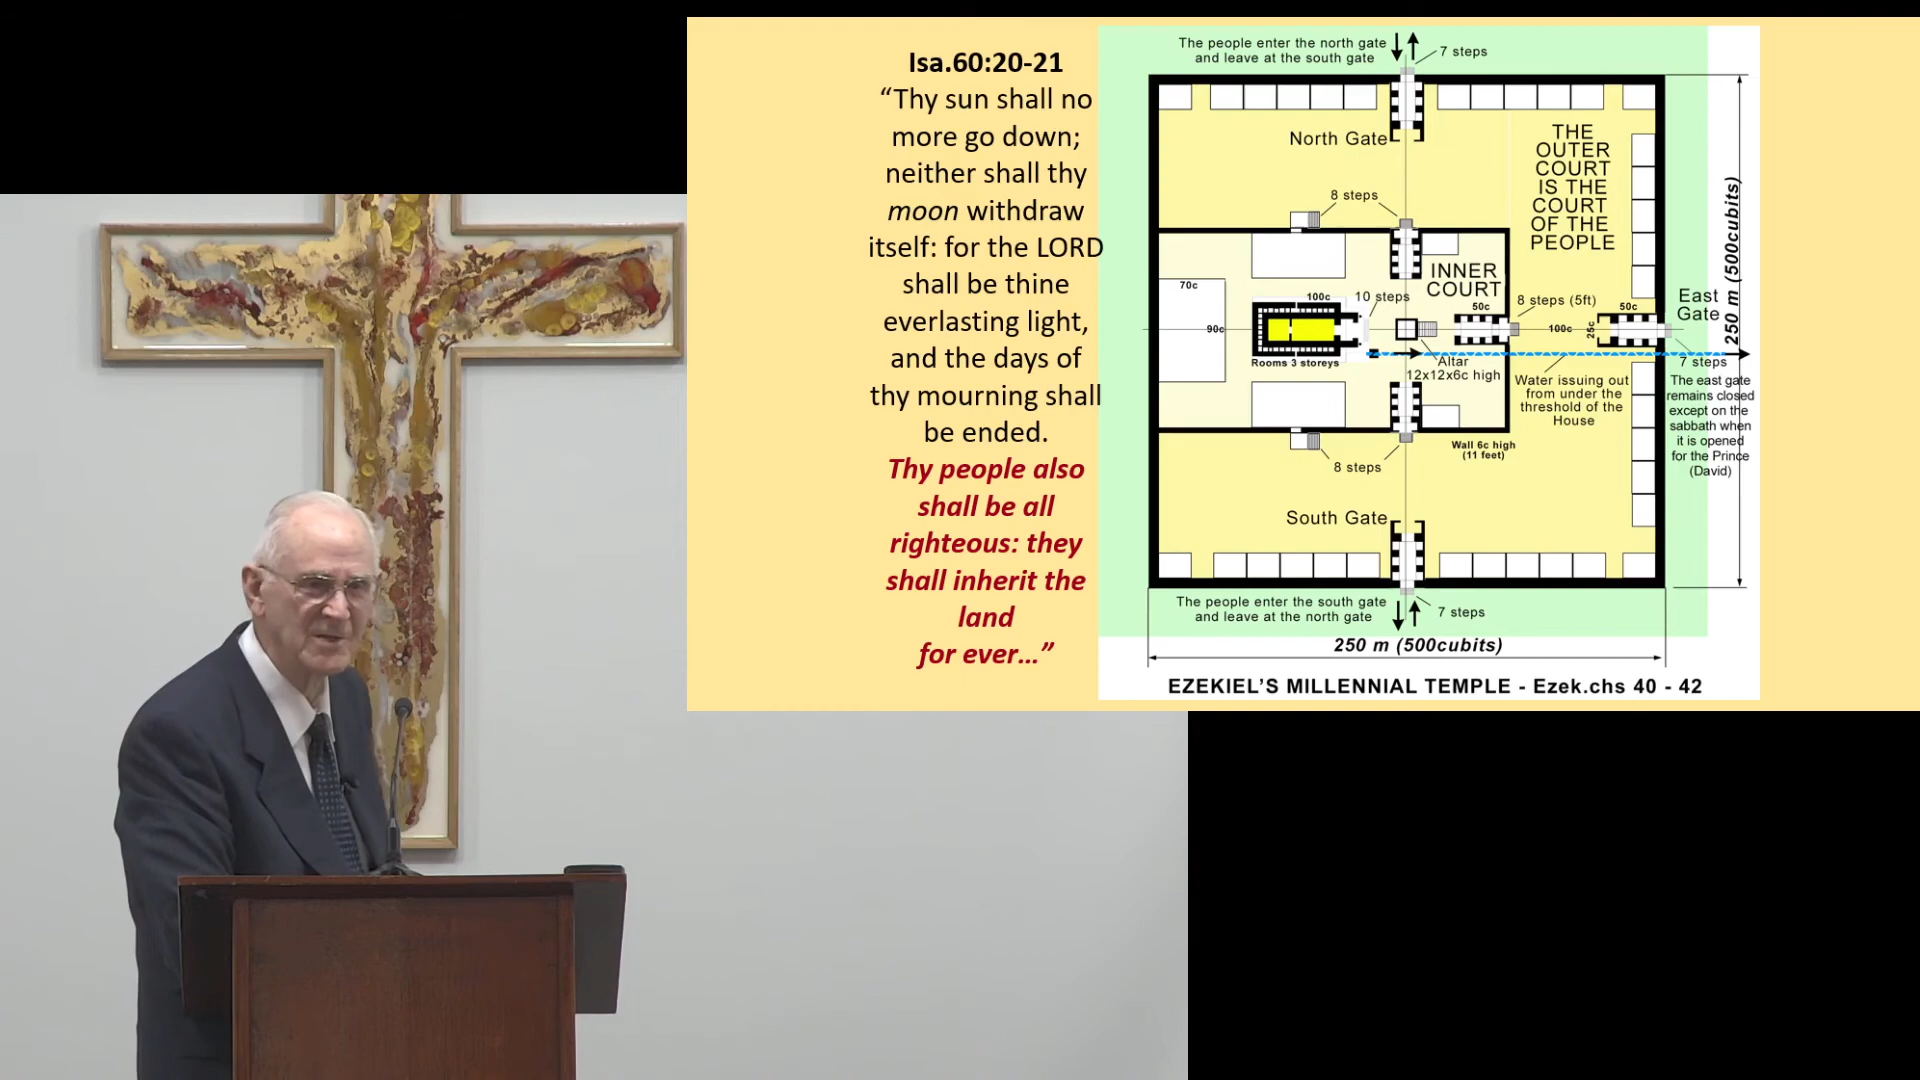 Isa.60:20-21
“Thy sun shall no
more go down;
neither shall thy
moon withdraw
itself: for the LORD
shall be thine
everlasting light,
and the days of
thy mourning shall
be ended.
Thy people also
shall be all
righteous: they
shall inherit the
land
for ever…”
The people enter the north gate
and leave at the south gate
7 steps
North Gate
THE
OUTER
COURT
IS THE
COURT
OF THE
PEOPLE
8 steps
INNER
COURT
70c
90c
100c
10 steps
50c
8 steps (5ft)
100c
25c
50c
East
Gate
250 m (500cubits)
Rooms 3 storeys
Altar
12x12x6c high
Water issuing out
from under the
threshold of the
House
7 steps
The east gate
remains closed
except on the
sabbath when
it is opened
for the Prince
(David)
Wall 6c high
(11 feet)
8 steps
South Gate
The people enter the south gate
and leave at the north gate
7 steps
250 m (500cubits)
EZEKIEL’S MILLENNIAL TEMPLE - Ezek.chs 40 - 42